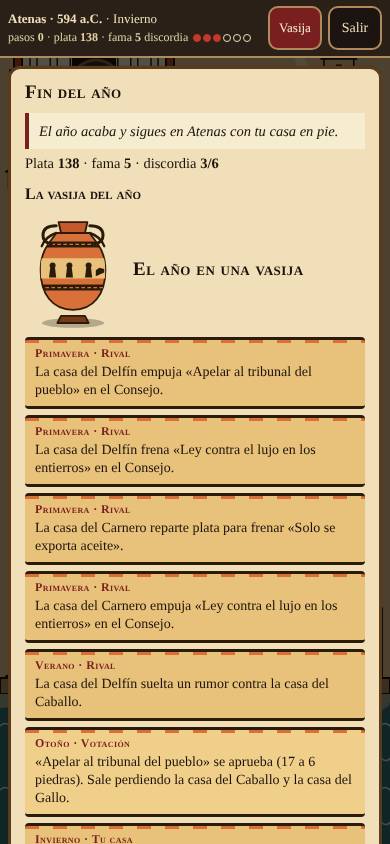 Atenas · 594 a.C. · Invierno
pasos 0 · plata 138 · fama 5 discordia
Vasija
Salir
Fin del año
El año acaba y sigues en Atenas con tu casa en pie.
Plata 138 · fama 5 · discordia 3/6
La vasija del año
El año en una vasija
Primavera · Rival
La casa del Delfín empuja «Apelar al tribunal del
pueblo» en el Consejo.
Primavera · Rival
La casa del Delfín frena «Ley contra el lujo en los
entierros» en el Consejo.
Primavera · Rival
La casa del Carnero reparte plata para frenar «Solo se
exporta aceite».
Primavera · Rival
La casa del Carnero empuja «Ley contra el lujo en los
entierros» en el Consejo.
Verano · Rival
La casa del Delfín suelta un rumor contra la casa del
Caballo.
Otoño · Votación
«Apelar al tribunal del pueblo» se aprueba (17 a 6
piedras). Sale perdiendo la casa del Caballo y la casa del
Gallo.
Invierno · Tu casa